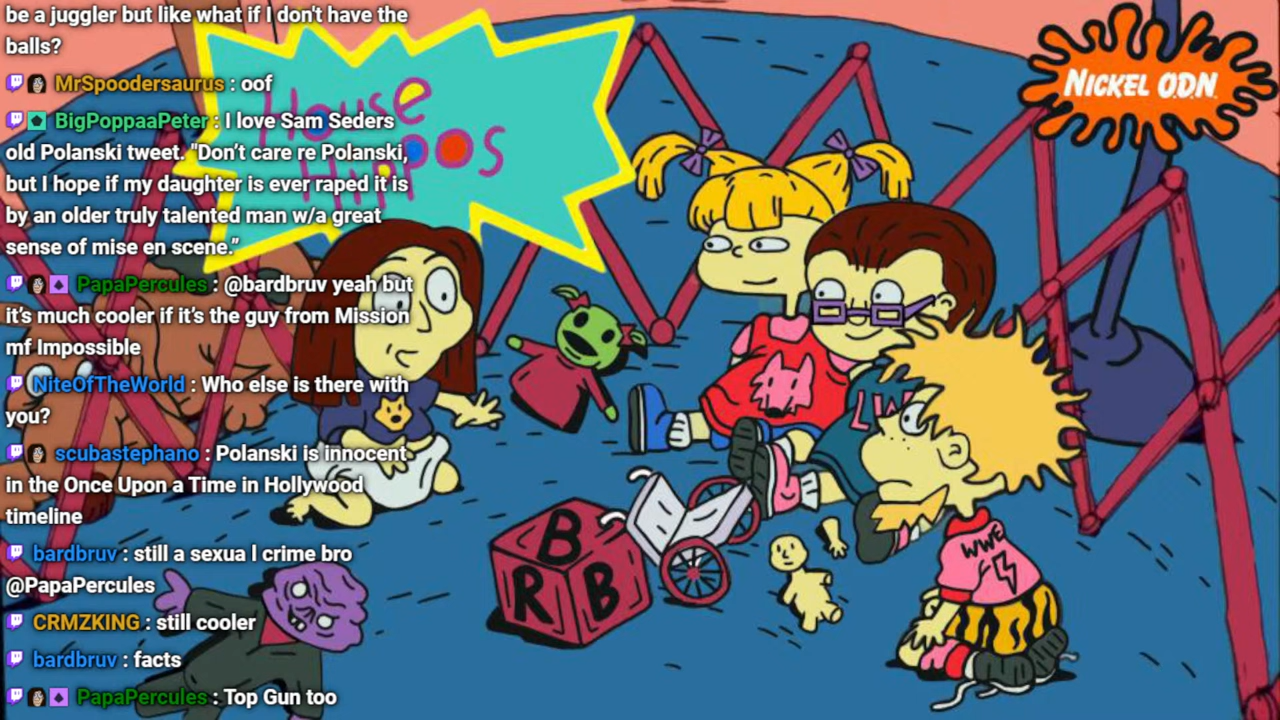 be a juggler but like what if I don't have the
balls?
MrSpoodersaurus : oof
BigPoppaaPeter : I love Sam Seders
old Polanski tweet. "Don't care re Polanski,
but I hope if my daughter is ever raped it is
by an older truly talented man w/a great
sense of mise en scene."
PapaPercules : @bardbruv yeah but
it's much cooler if it's the guy from Mission
mf Impossible
NiteOfTheWorld : Who else is there with
you?
scubastephano : Polanski is innocent
in the Once Upon a Time in Hollywood
timeline
bardbruv : still a sexua l crime bro
@PapaPercules
CRMZKING : still cooler
bardbruv : facts
PapaPercules : Top Gun too
House
Hippos
NICKEL O.D.N.
B
R B
WWE